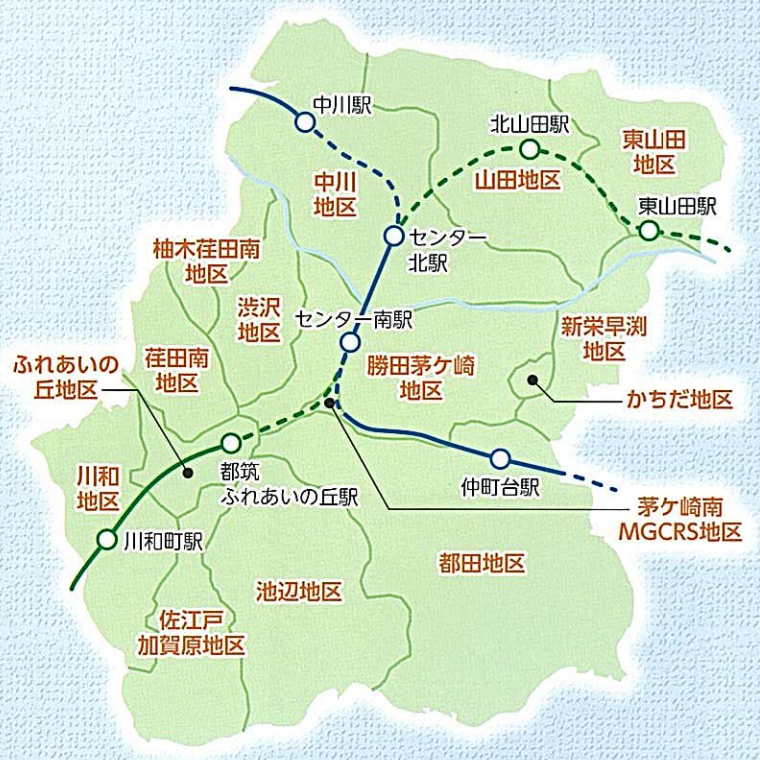 中川駅
北山田駅
東山田
地区
中川
地区
山田地区
東山田駅
センター
北駅
柚木荏田南
地区
渋沢
地区
センター南駅
新栄早渕
地区
ふれあいの
丘地区
荏田南
地区
勝田茅ケ崎
地区
かちだ地区
川和
地区
都筑
ふれあいの丘駅
仲町台駅
茅ケ崎南
MGCRS地区
川和町駅
都田地区
池辺地区
佐江戸
加賀原地区